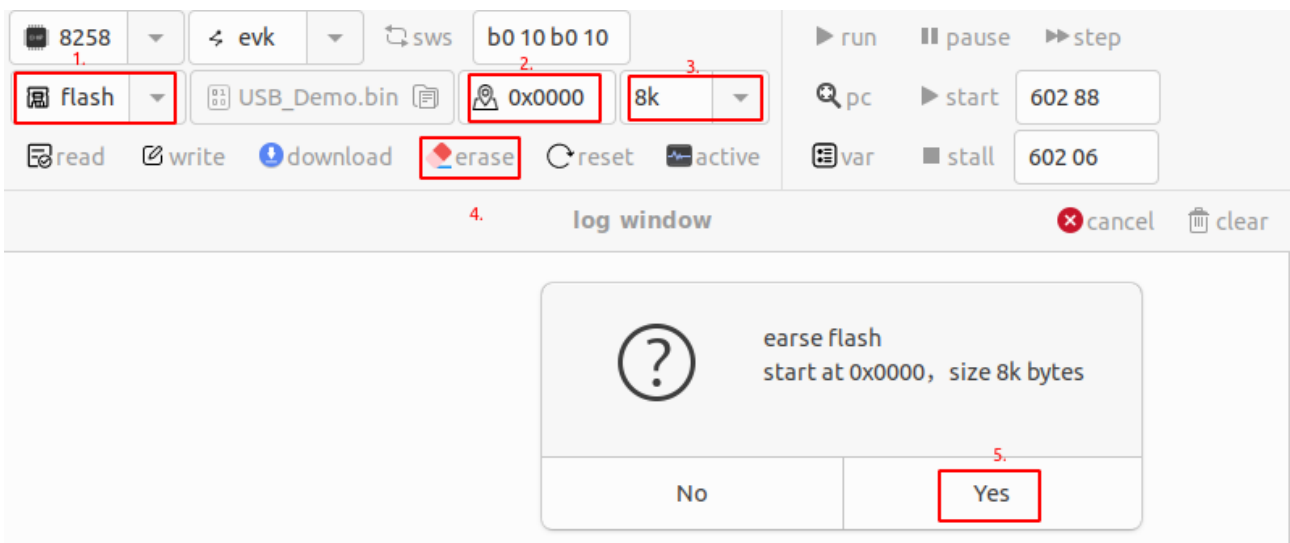 8258 evk sws b0 10 b0 10 run pause step
1. 2. 3.
flash USB_Demo.bin 0x0000 8k pc start 602 88
read write download erase reset active var stall 602 06
4. log window cancel clear
earse flash
start at 0x0000，size 8k bytes
5.
No Yes